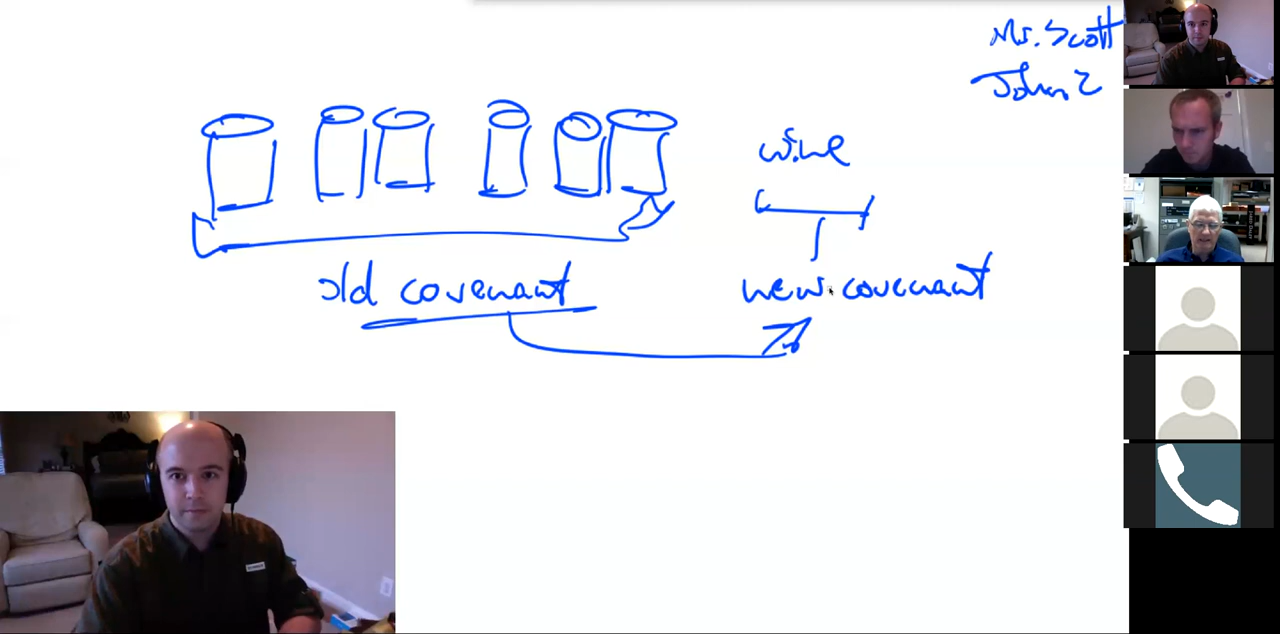 Mr. Scott
John 2
wine
old covenant
new covenant